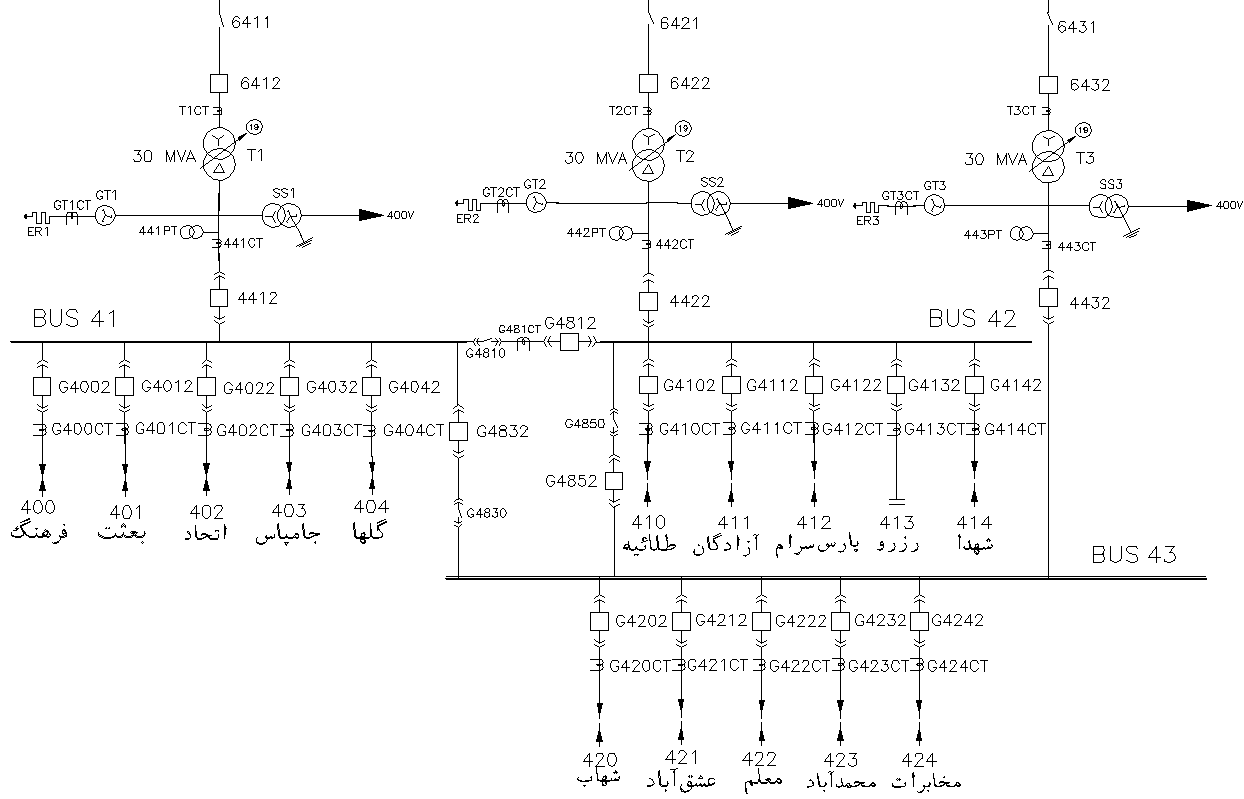 6411 6421 6431
6412 6422 6432
T1CT T2CT T3CT
19 19 19
30 MVA T1 30 MVA T2 30 MVA T3
GT1CT GT1 SS1 GT2CT GT2 SS2 GT3CT GT3 SS3
ER1 400V ER2 400V ER3 400V
441PT 441CT 442PT 442CT 443PT 443CT
4412 4422 4432
BUS 41 G4810 G481CT G4812 BUS 42
G4002 G4012 G4022 G4032 G4042 G4102 G4112 G4122 G4132 G4142
G400CT G401CT G402CT G403CT G404CT G4832 G4850 G410CT G411CT G412CT G413CT G414CT
G4852
400 401 402 403 404 G4830 410 411 412 413 414
فرهنگ بعثت اتحاد جامپاس گلها طلائیه آزادگان پارس سرام رزرو شهدا
BUS 43
G4202 G4212 G4222 G4232 G4242
G420CT G421CT G422CT G423CT G424CT
420 421 422 423 424
شهاب عشق آباد معلم محمدآباد مخابرات